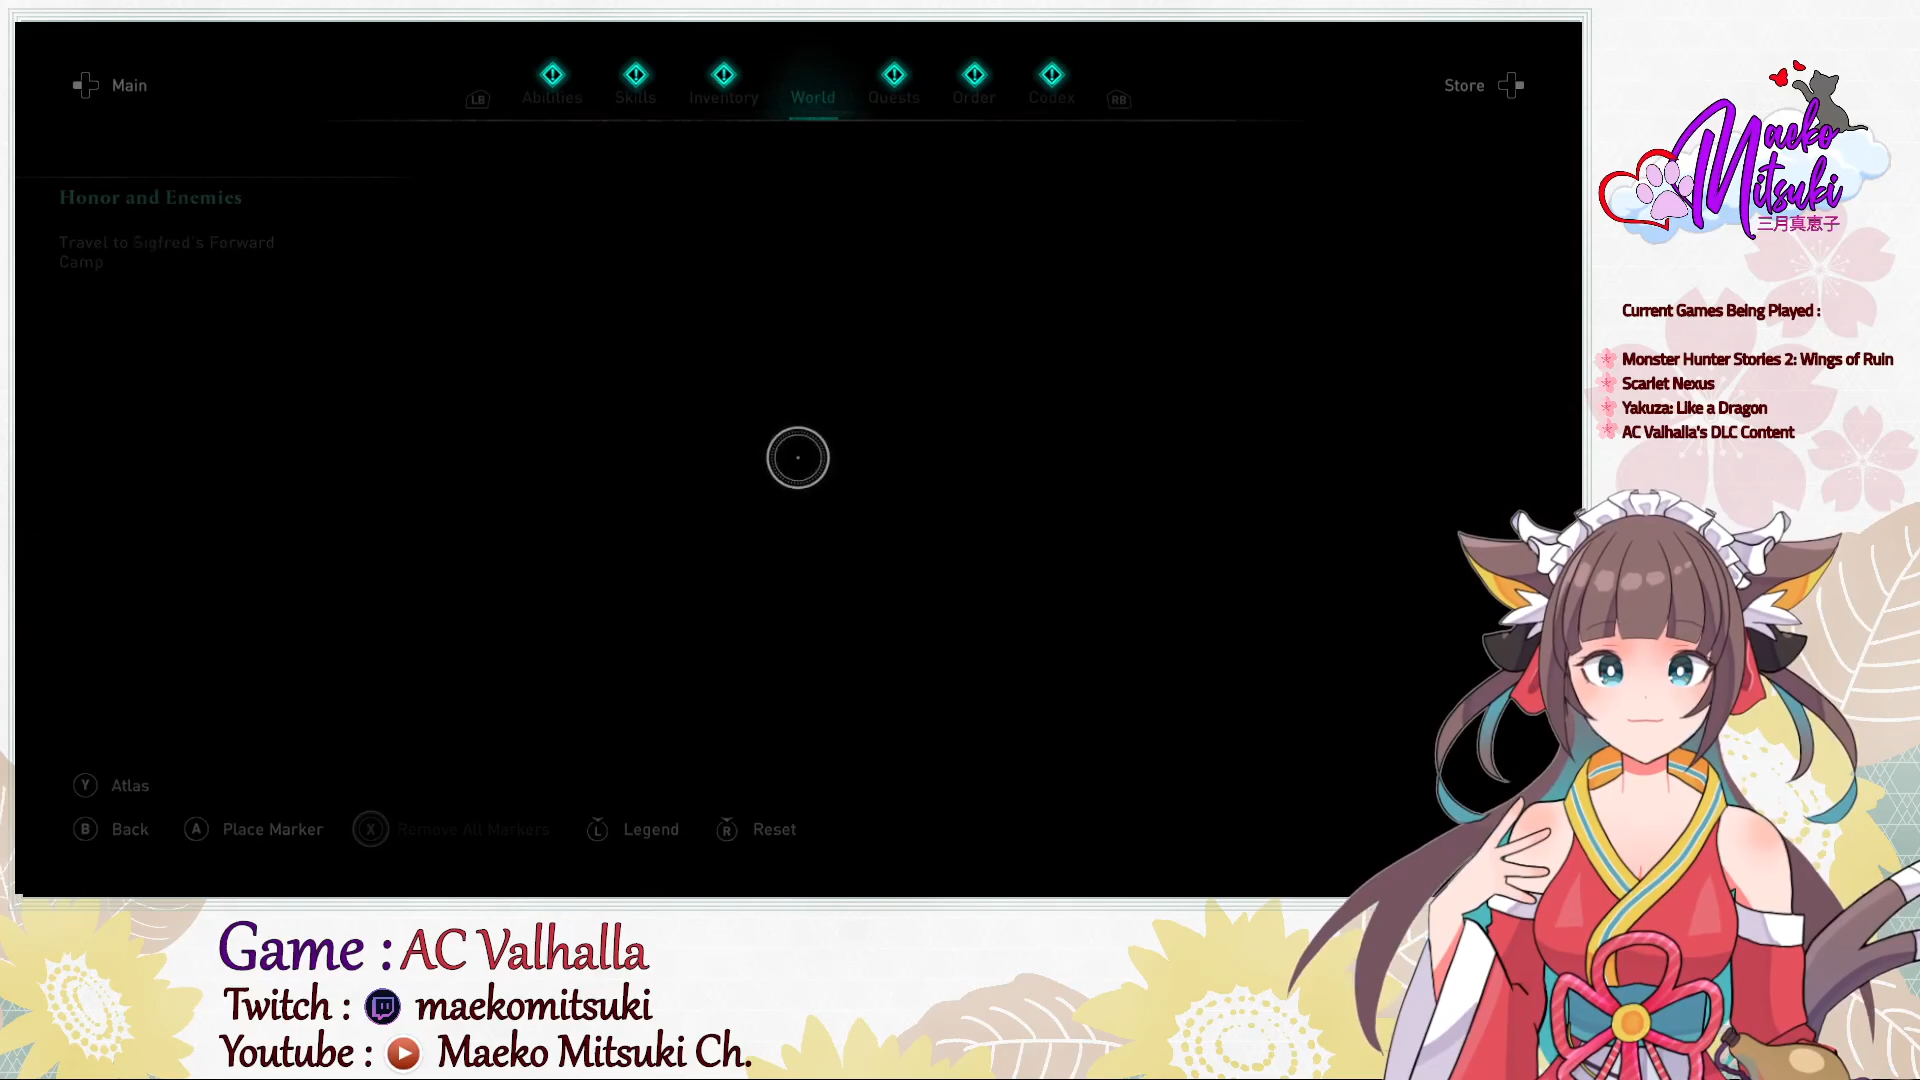 Main
LB
Abilities
Skills
Inventory
World
Quests
Order
Codex
RB
Store
Honor and Enemies
Travel to Sigfred's Forward
Camp
Y Atlas
B Back
A Place Marker
X Remove All Markers
L Legend
R Reset
Maeko
Mitsuki
三月真恵子
Current Games Being Played :
Monster Hunter Stories 2: Wings of Ruin
Scarlet Nexus
Yakuza: Like a Dragon
AC Valhalla's DLC Content
Game : AC Valhalla
Twitch : maekomitsuki
Youtube : Maeko Mitsuki Ch.